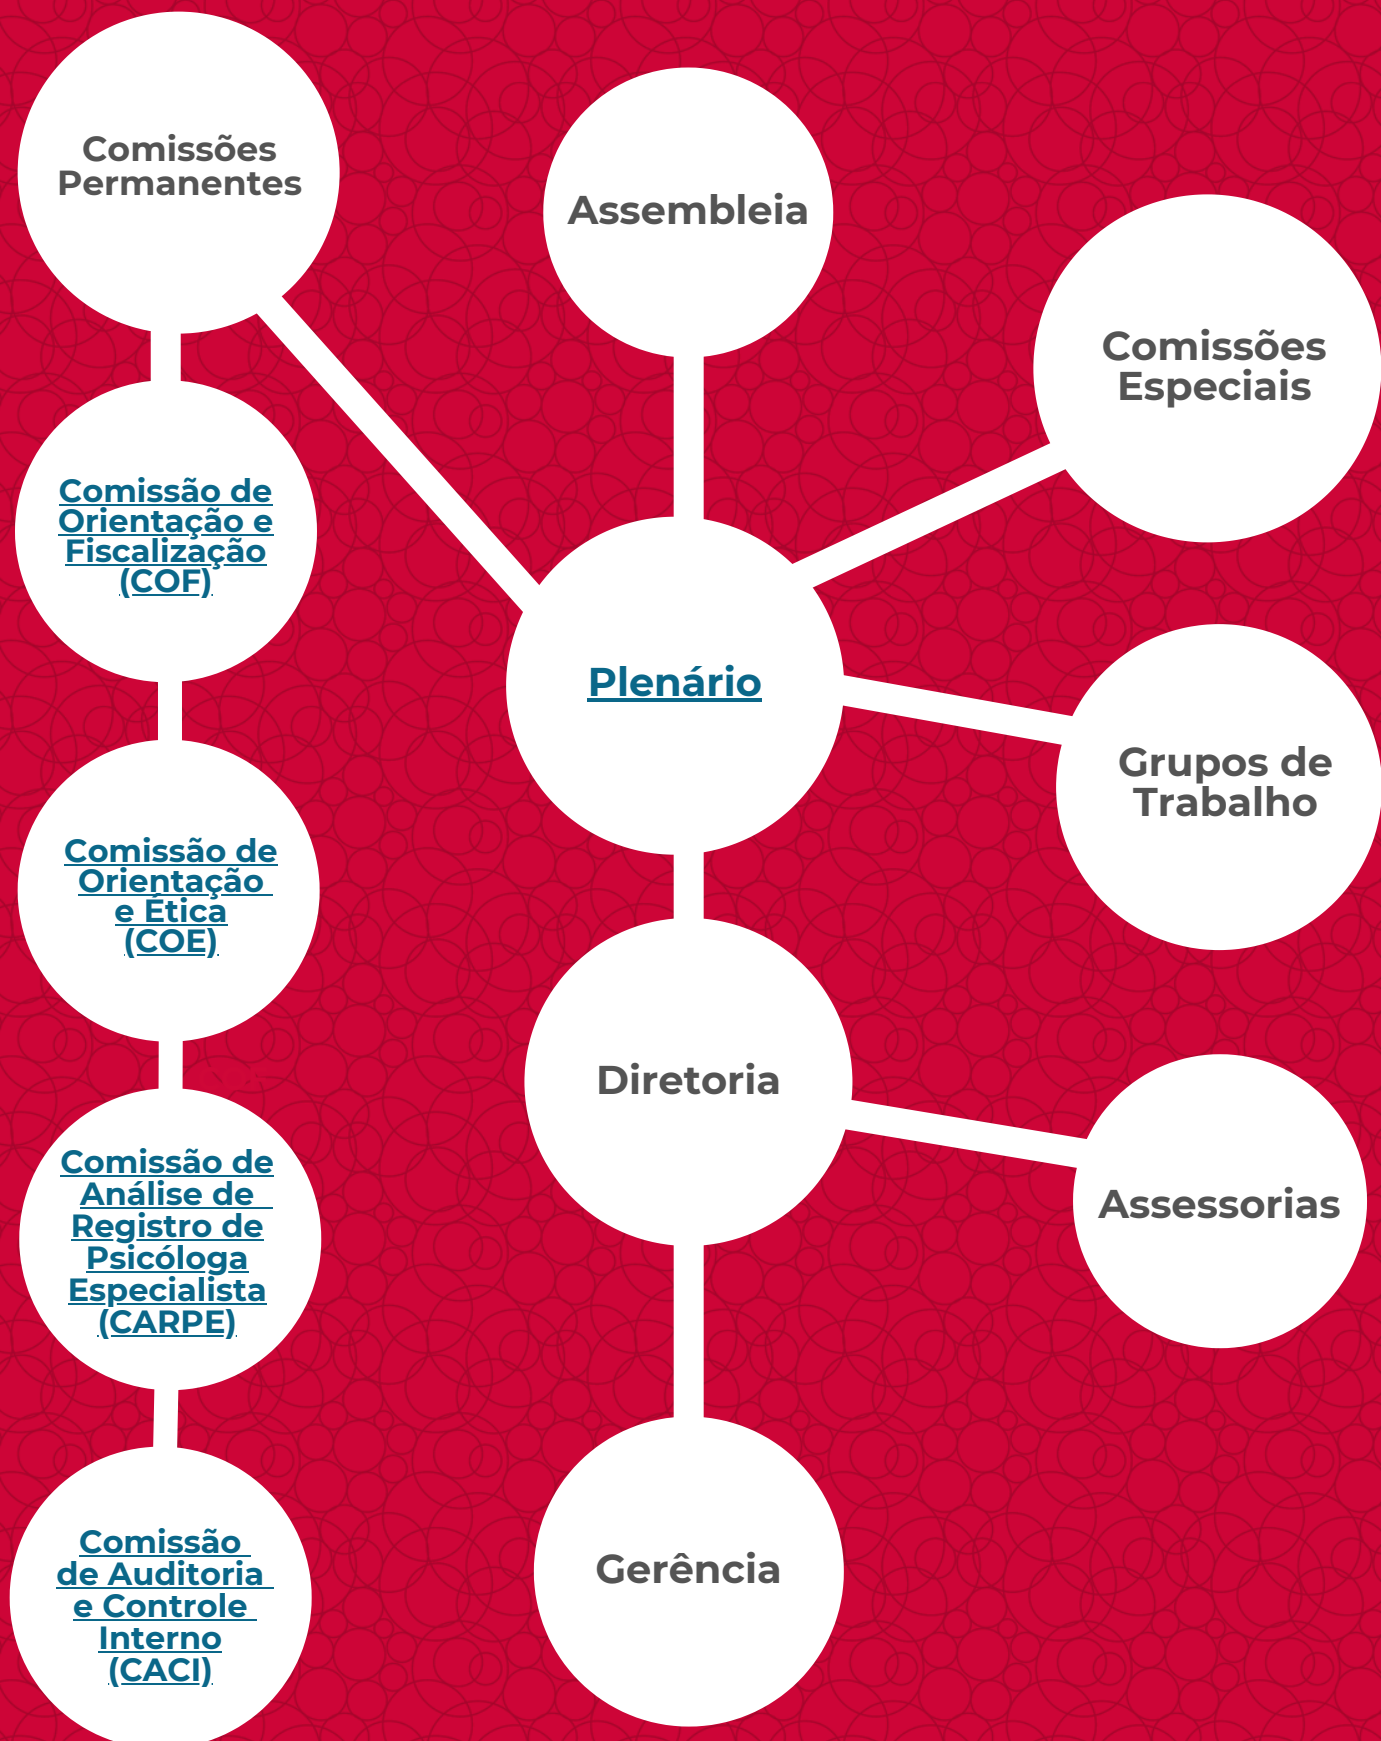 Comissões
Permanentes
Assembleia
Comissões
Especiais
Comissão de
Orientação e
Fiscalização
(COF)
Plenário
Grupos de
Trabalho
Comissão de
Orientação
e Ética
(COE)
Diretoria
Comissão de
Análise de
Registro de
Psicóloga
Especialista
(CARPE)
Assessorias
Comissão
de Auditoria
e Controle
Interno
(CACI)
Gerência